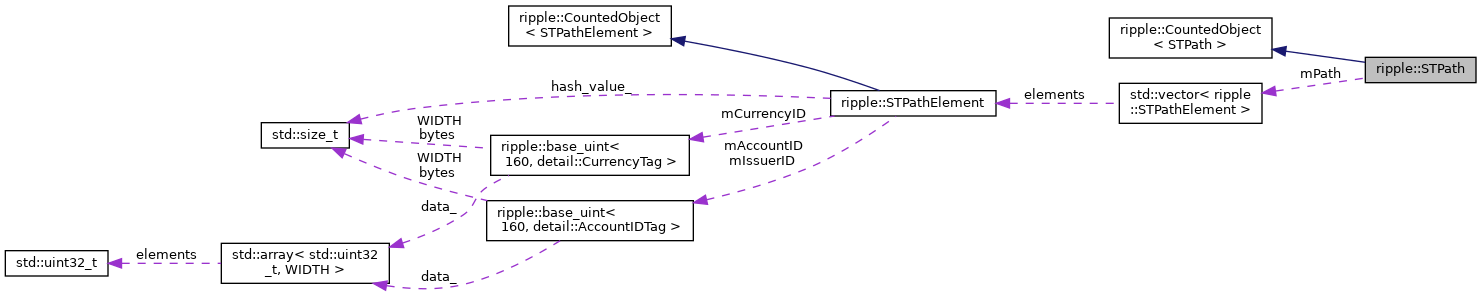 ripple::CountedObject
< STPathElement >
ripple::CountedObject
< STPath >
ripple::STPath
mPath
hash_value_
elements
std::vector< ripple
::STPathElement >
ripple::STPathElement
mCurrencyID
WIDTH
bytes
std::size_t
ripple::base_uint<
160, detail::CurrencyTag >
mAccountID
mIssuerID
WIDTH
bytes
data_
ripple::base_uint<
160, detail::AccountIDTag >
elements
std::uint32_t
std::array< std::uint32
_t, WIDTH >
data_